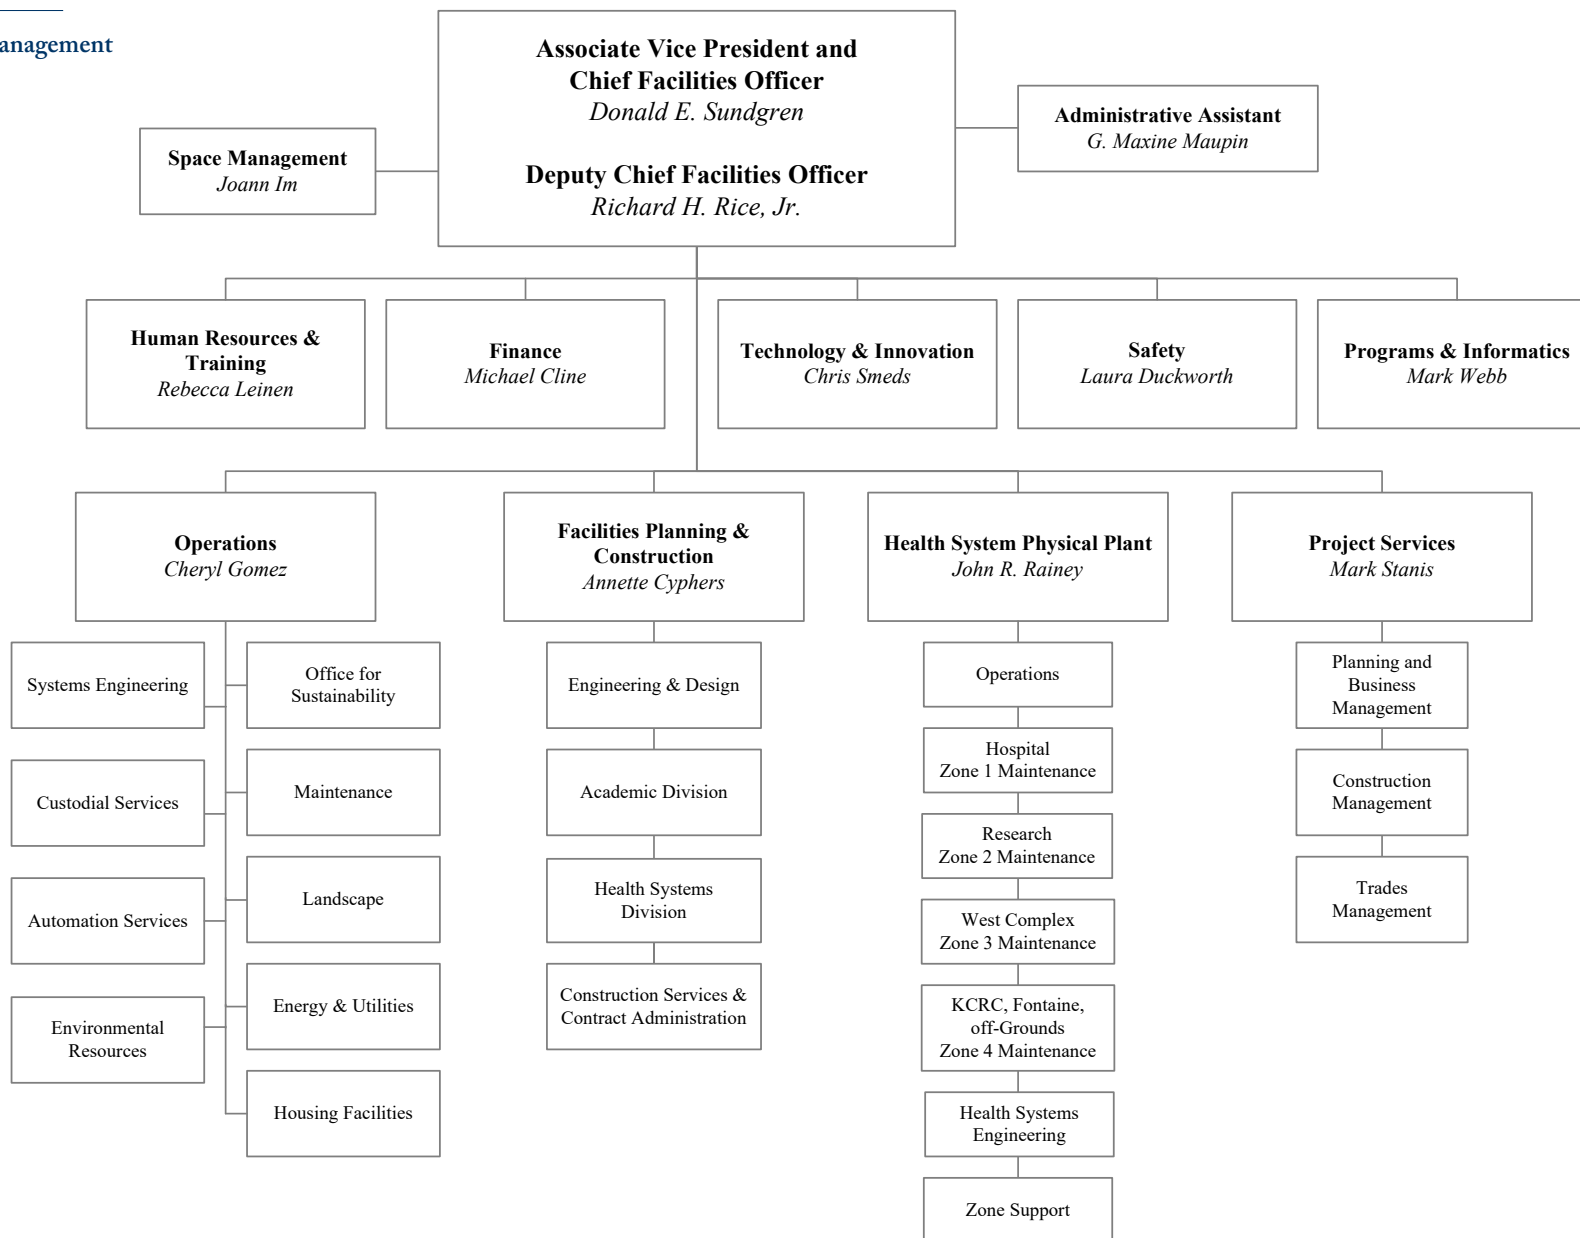 anagement
Associate Vice President and
Chief Facilities Officer
Donald E. Sundgren
Deputy Chief Facilities Officer
Richard H. Rice, Jr.
Administrative Assistant
G. Maxine Maupin
Space Management
Joann Im
Human Resources &
Training
Rebecca Leinen
Finance
Michael Cline
Technology & Innovation
Chris Smeds
Safety
Laura Duckworth
Programs & Informatics
Mark Webb
Operations
Cheryl Gomez
Facilities Planning &
Construction
Annette Cyphers
Health System Physical Plant
John R. Rainey
Project Services
Mark Stanis
Systems Engineering
Custodial Services
Automation Services
Environmental
Resources
Office for
Sustainability
Maintenance
Landscape
Energy & Utilities
Housing Facilities
Engineering & Design
Academic Division
Health Systems
Division
Construction Services &
Contract Administration
Operations
Hospital
Zone 1 Maintenance
Research
Zone 2 Maintenance
West Complex
Zone 3 Maintenance
KCRC, Fontaine,
off-Grounds
Zone 4 Maintenance
Health Systems
Engineering
Zone Support
Planning and
Business
Management
Construction
Management
Trades
Management